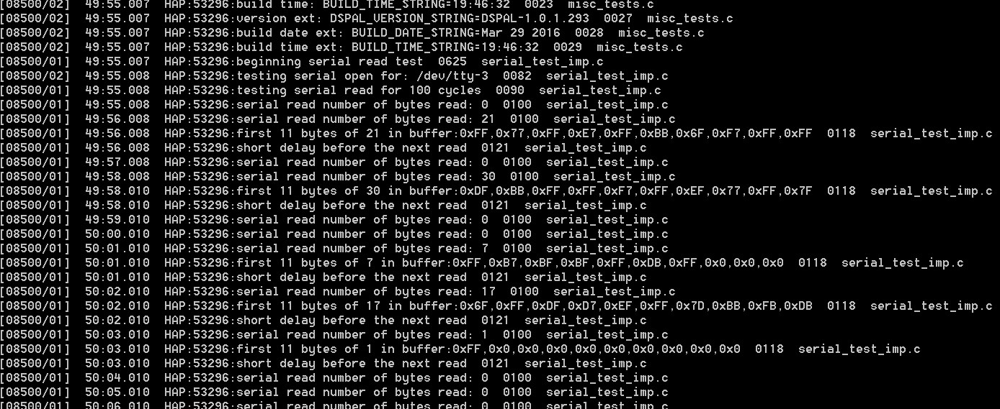 [08500/02]  49:55.007  HAP:53296:build time: BUILD_TIME_STRING=19:46:32  0023  misc_tests.c
[08500/02]  49:55.007  HAP:53296:version ext: DSPAL_VERSION_STRING=DSPAL-1.0.1.293  0027  misc_tests.c
[08500/02]  49:55.007  HAP:53296:build date ext: BUILD_DATE_STRING=Mar 29 2016  0028  misc_tests.c
[08500/02]  49:55.007  HAP:53296:build time ext: BUILD_TIME_STRING=19:46:32  0029  misc_tests.c
[08500/01]  49:55.007  HAP:53296:beginning serial read test  0625  serial_test_imp.c
[08500/02]  49:55.008  HAP:53296:testing serial open for: /dev/tty-3  0082  serial_test_imp.c
[08500/01]  49:55.008  HAP:53296:testing serial read for 100 cycles  0090  serial_test_imp.c
[08500/01]  49:55.008  HAP:53296:serial read number of bytes read: 0  0100  serial_test_imp.c
[08500/01]  49:56.008  HAP:53296:serial read number of bytes read: 21  0100  serial_test_imp.c
[08500/01]  49:56.008  HAP:53296:first 11 bytes of 21 in buffer:0xFF,0x77,0xFF,0xE7,0xFF,0xBB,0x6F,0xF7,0xFF,0xFF  0118  serial_test_imp.c
[08500/01]  49:56.008  HAP:53296:short delay before the next read  0121  serial_test_imp.c
[08500/01]  49:57.008  HAP:53296:serial read number of bytes read: 0  0100  serial_test_imp.c
[08500/01]  49:58.008  HAP:53296:serial read number of bytes read: 30  0100  serial_test_imp.c
[08500/01]  49:58.010  HAP:53296:first 11 bytes of 30 in buffer:0xDF,0xBB,0xFF,0xFF,0xF7,0xFF,0xEF,0x77,0xFF,0x7F  0118  serial_test_imp.c
[08500/01]  49:58.010  HAP:53296:short delay before the next read  0121  serial_test_imp.c
[08500/01]  49:59.010  HAP:53296:serial read number of bytes read: 0  0100  serial_test_imp.c
[08500/01]  50:00.010  HAP:53296:serial read number of bytes read: 0  0100  serial_test_imp.c
[08500/01]  50:01.010  HAP:53296:serial read number of bytes read: 7  0100  serial_test_imp.c
[08500/01]  50:01.010  HAP:53296:first 11 bytes of 7 in buffer:0xFF,0xB7,0xBF,0xBF,0xFF,0xDB,0xFF,0x0,0x0,0x0  0118  serial_test_imp.c
[08500/01]  50:01.010  HAP:53296:short delay before the next read  0121  serial_test_imp.c
[08500/01]  50:02.010  HAP:53296:serial read number of bytes read: 17  0100  serial_test_imp.c
[08500/01]  50:02.010  HAP:53296:first 11 bytes of 17 in buffer:0x6F,0xFF,0xDF,0xD7,0xEF,0xFF,0x7D,0xBB,0xFB,0xDB  0118  serial_test_imp.c
[08500/01]  50:02.010  HAP:53296:short delay before the next read  0121  serial_test_imp.c
[08500/01]  50:03.010  HAP:53296:serial read number of bytes read: 1  0100  serial_test_imp.c
[08500/01]  50:03.010  HAP:53296:first 11 bytes of 1 in buffer:0xFF,0x0,0x0,0x0,0x0,0x0,0x0,0x0,0x0,0x0  0118  serial_test_imp.c
[08500/01]  50:03.010  HAP:53296:short delay before the next read  0121  serial_test_imp.c
[08500/01]  50:04.010  HAP:53296:serial read number of bytes read: 0  0100  serial_test_imp.c
[08500/01]  50:05.010  HAP:53296:serial read number of bytes read: 0  0100  serial_test_imp.c
[08500/01]  50:06.010  HAP:53296:serial read number of bytes read: 0  0100  serial_test_imp.c